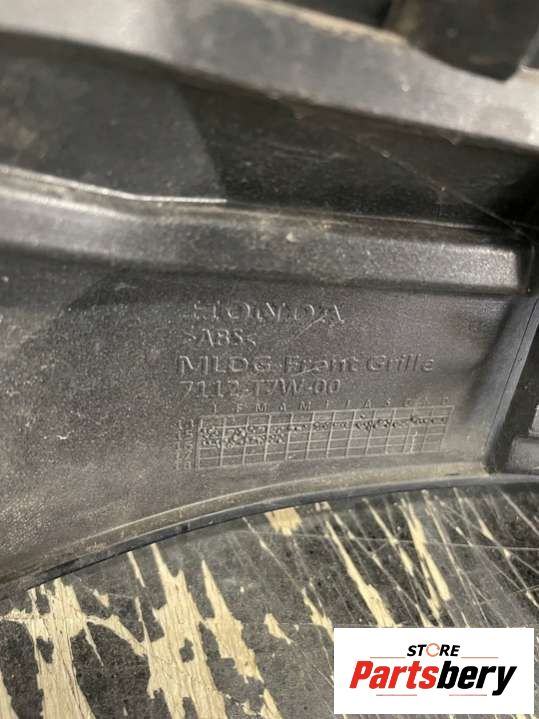 HONDA
>ABS<
MLDG Front Grille
7112-T7W-00
J F M A M J J A S O N D
STORE
Partsbery